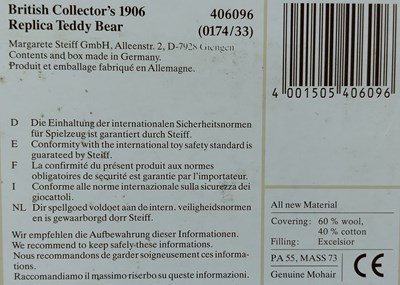 British Collector's 1906
406096
Replica Teddy Bear
(0174/33)
Margarete Steiff GmbH, Alleenstr. 2, D-7928 Giengen
Contents and box made in Germany.
Produit et emballage fabriqué en Allemagne.
4 001505 406096
D Die Einhaltung der internationalen Sicherheitsnormen
für Spielzeug ist garantiert durch Steiff.
E Conformity with the international toy safety standard is
guaranteed by Steiff.
F La conformité du présent produit aux normes
obligatoires de securité est garantie par l'importateur.
I Conforme alle norme internazionale sulla sicurezza dei
giocattoli.
NL Dir spellgoed voldoet aan de intern. veiligheidsnormen
en is gewaarborgd dorr Steiff.
Wir empfehlen die Aufbewahrung dieser Informationen.
We recommend to keep safely these informations.
Nous recommandons de garder soigneusement ces informa-
tions.
Raccomandiamo il massimo riserbo su queste informazioni.
All new Material
Covering: 60 % wool,
40 % cotton
Filling: Excelsior
PA 55, MASS 73
Genuine Mohair
CE